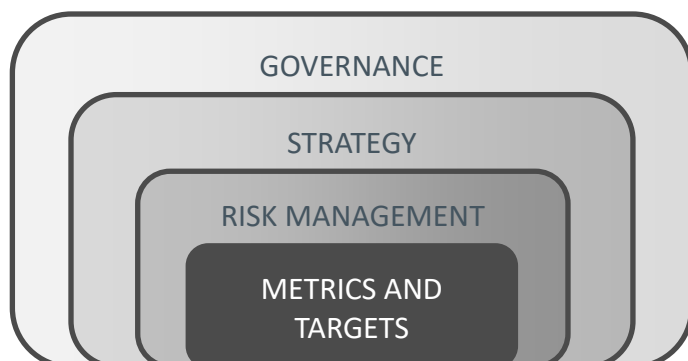 GOVERNANCE
STRATEGY
RISK MANAGEMENT
METRICS AND
TARGETS